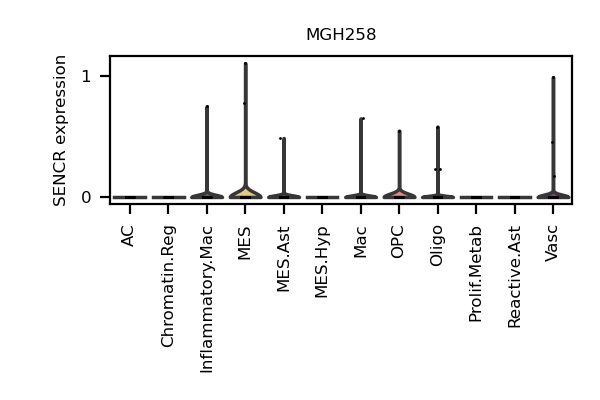 MGH258
SENCR expression
1
0
AC
Chromatin.Reg
Inflammatory.Mac
MES
MES.Ast
MES.Hyp
Mac
OPC
Oligo
Prolif.Metab
Reactive.Ast
Vasc